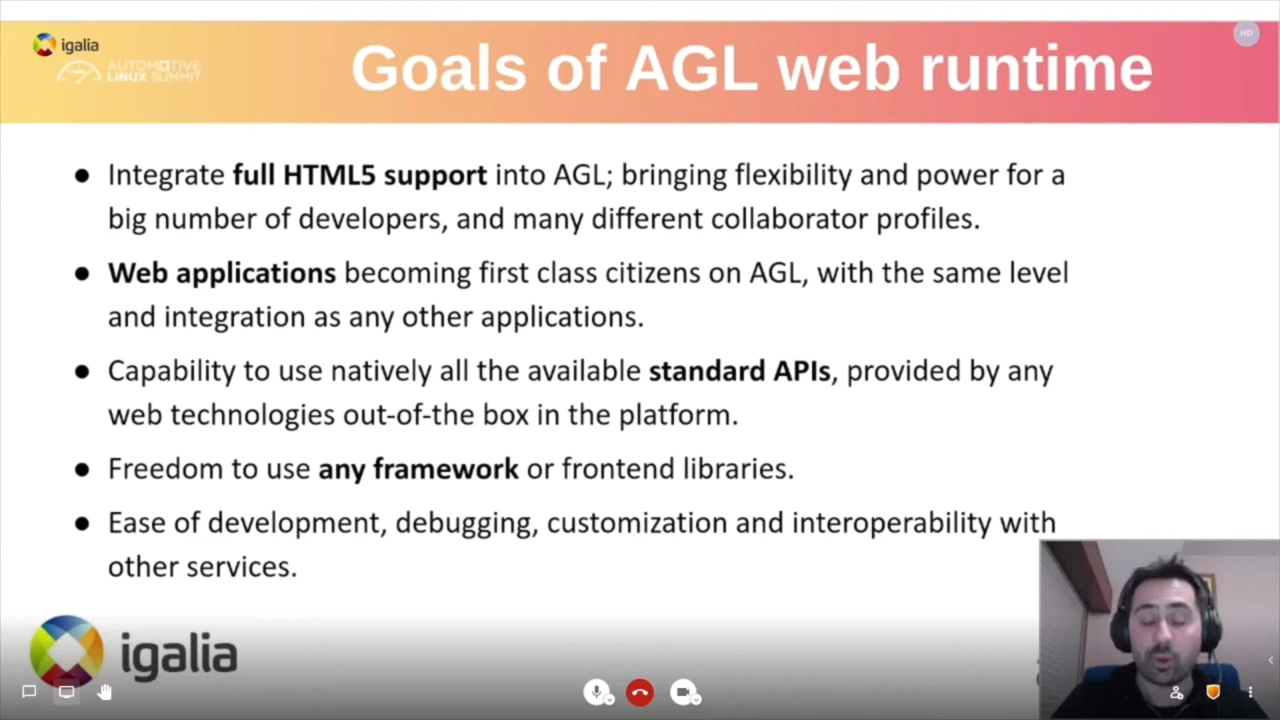 igalia
AUTOMOTIVE
LINUX SUMMIT
Goals of AGL web runtime
HD
● Integrate full HTML5 support into AGL; bringing flexibility and power for a
big number of developers, and many different collaborator profiles.
● Web applications becoming first class citizens on AGL, with the same level
and integration as any other applications.
● Capability to use natively all the available standard APIs, provided by any
web technologies out-of-the box in the platform.
● Freedom to use any framework or frontend libraries.
● Ease of development, debugging, customization and interoperability with
other services.
igalia